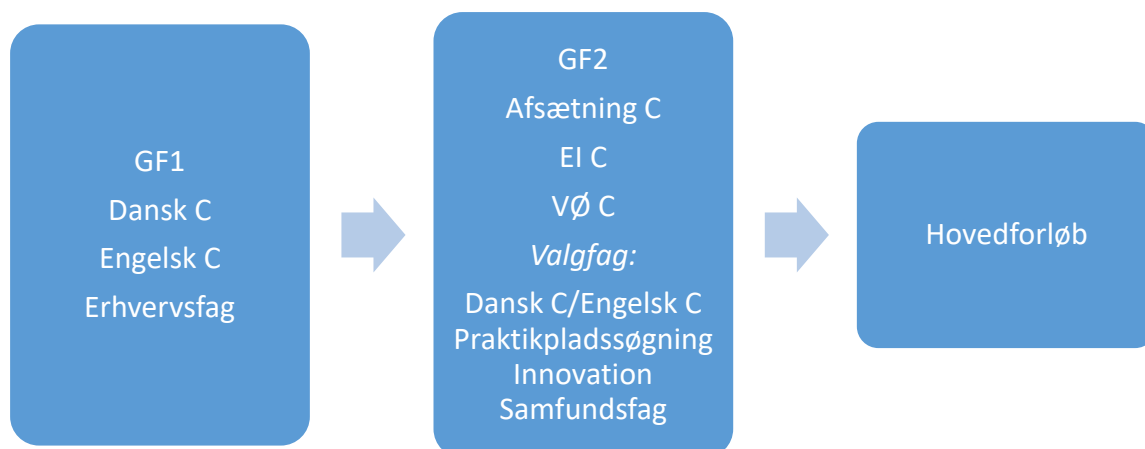 GF1
Dansk C
Engelsk C
Erhvervsfag
GF2
Afsætning C
EI C
VØ C
Valgfag:
Dansk C/Engelsk C
Praktikpladssøgning
Innovation
Samfundsfag
Hovedforløb